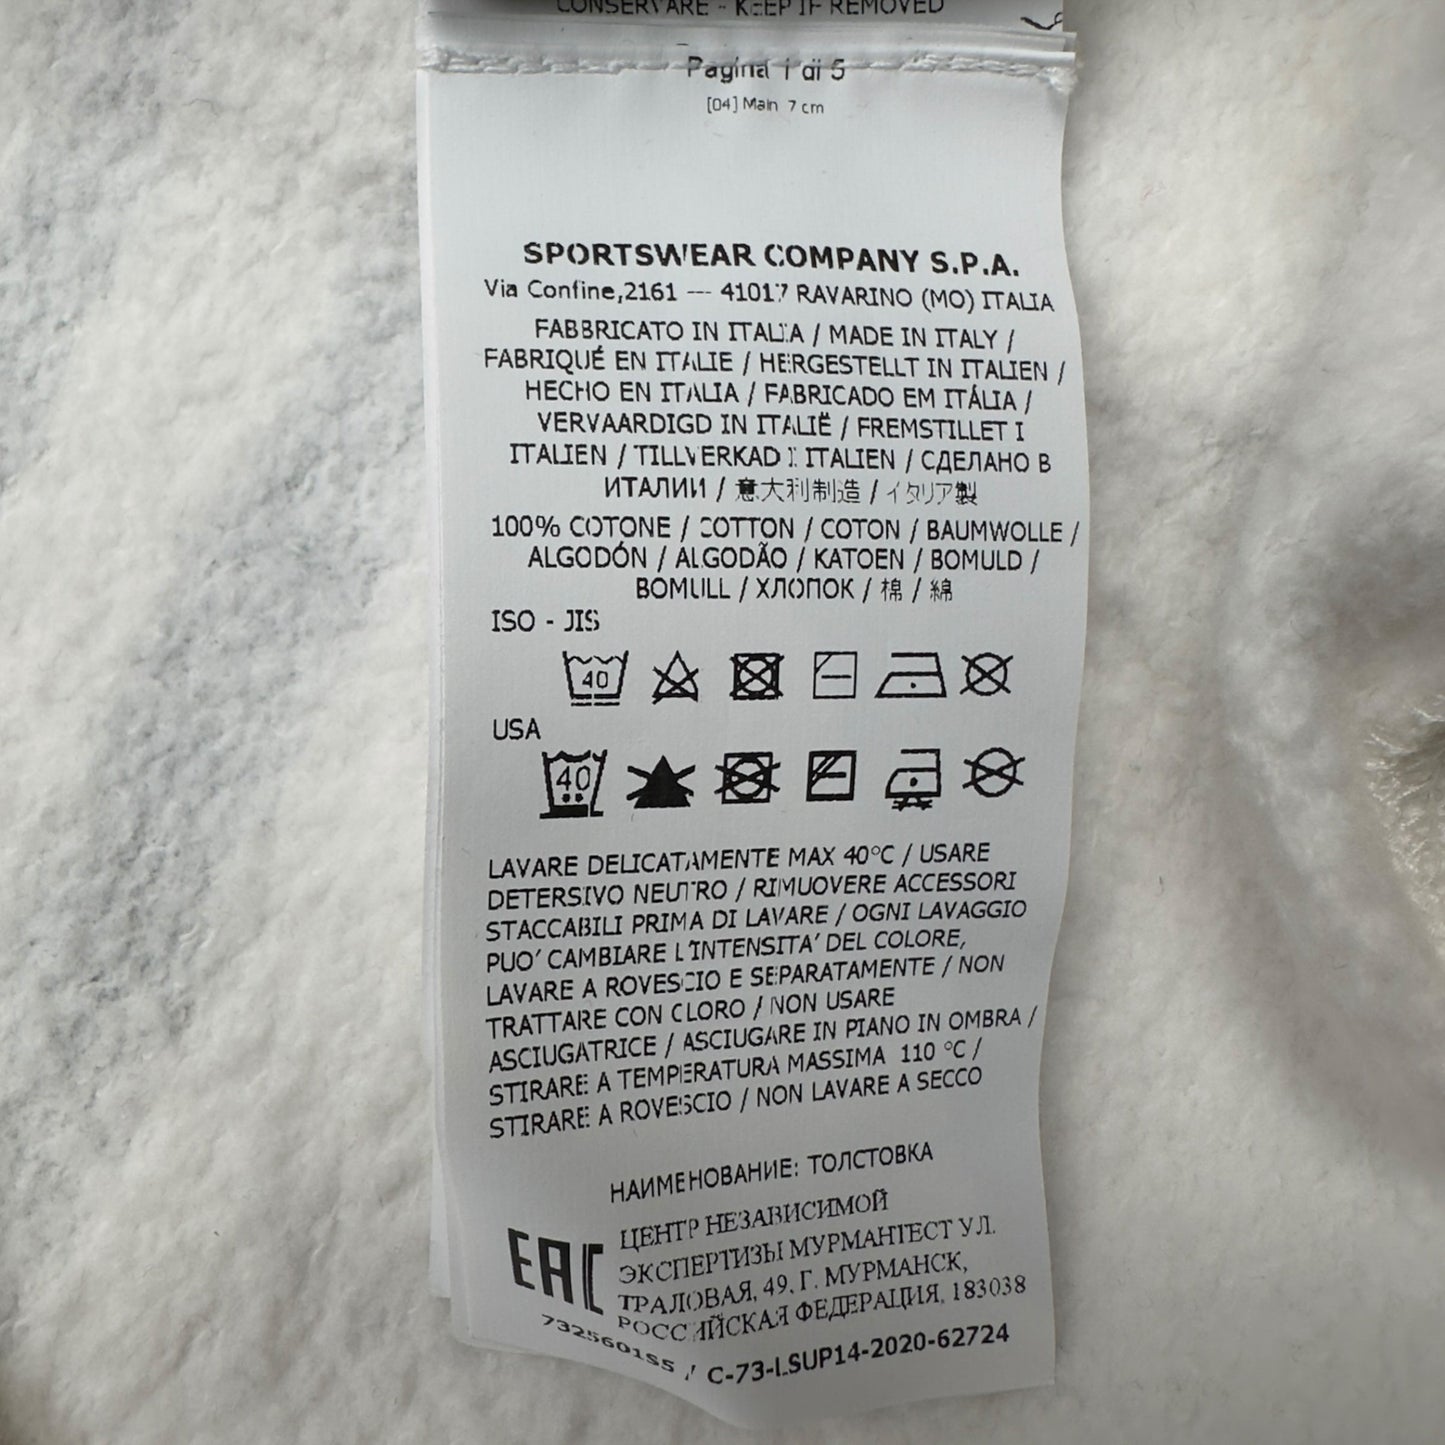 CONSERVARE - KEEP IF REMOVED
Pagina 1 di 5
[04] Main 7 cm
SPORTSWEAR COMPANY S.P.A.
Via Confine,2161 --- 41017 RAVARINO (MO) ITALIA
FABBRICATO IN ITALIA / MADE IN ITALY /
FABRIQUÉ EN ITALIE / HERGESTELLT IN ITALIEN /
HECHO EN ITALIA / FABRICADO EM ITÁLIA /
VERVAARDIGD IN ITALIË / FREMSTILLET I
ITALIEN / TILLVERKAD I ITALIEN / СДЕЛАНО В
ИТАЛИИ / 意大利制造 / イタリア製
100% COTONE / COTTON / COTON / BAUMWOLLE /
ALGODÓN / ALGODÃO / KATOEN / BOMULD /
BOMULL / ХЛОПОК / 棉 / 綿
ISO - JIS
40
USA
40
LAVARE DELICATAMENTE MAX 40°C / USARE
DETERSIVO NEUTRO / RIMUOVERE ACCESSORI
STACCABILI PRIMA DI LAVARE / OGNI LAVAGGIO
PUO' CAMBIARE L'INTENSITA' DEL COLORE,
LAVARE A ROVESCIO E SEPARATAMENTE / NON
TRATTARE CON CLORO / NON USARE
ASCIUGATRICE / ASCIUGARE IN PIANO IN OMBRA /
STIRARE A TEMPERATURA MASSIMA 110 °C /
STIRARE A ROVESCIO / NON LAVARE A SECCO
НАИМЕНОВАНИЕ: ТОЛСТОВКА
EAC
ЦЕНТР НЕЗАВИСИМОЙ
ЭКСПЕРТИЗЫ МУРМАНТЕСТ УЛ.
ТРАЛОВАЯ, 49, Г. МУРМАНСК,
РОССИЙСКАЯ ФЕДЕРАЦИЯ, 183038
7325601S5 / C-73-LSUP14-2020-62724